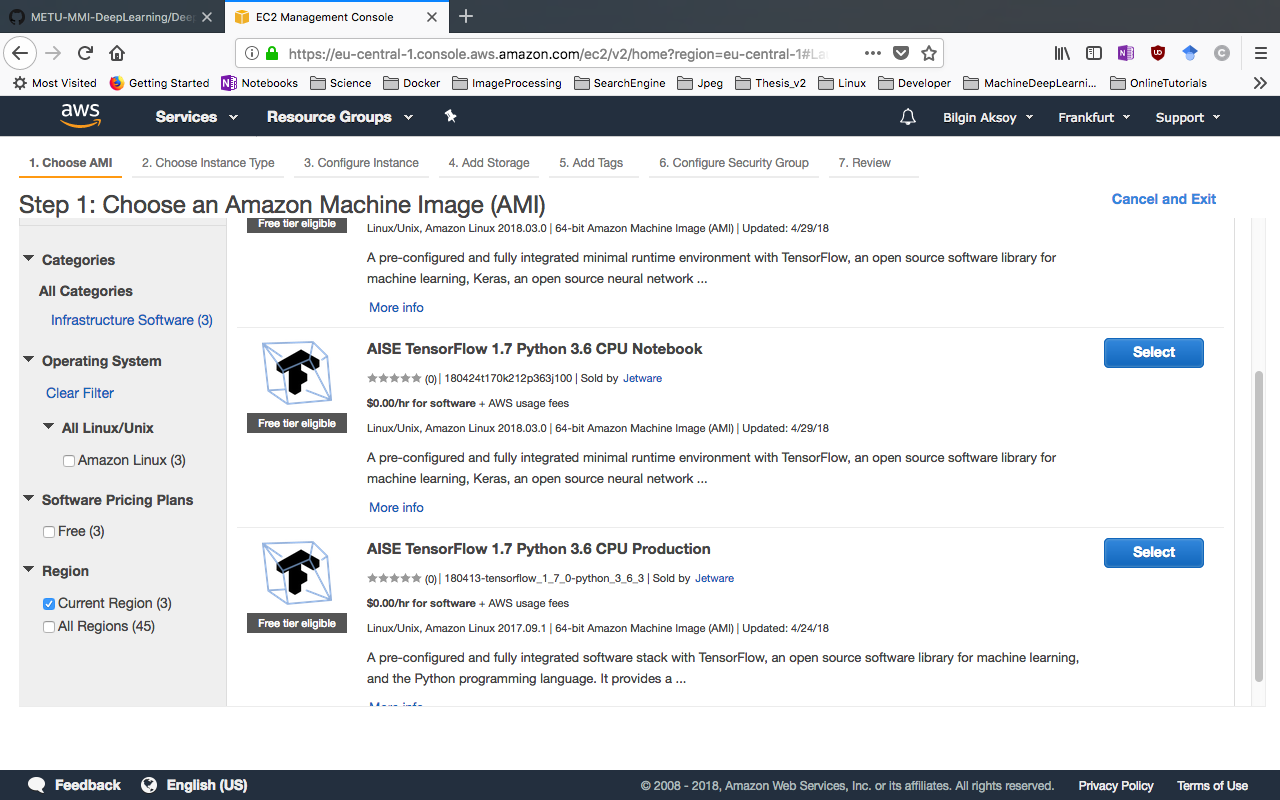 METU-MMI-DeepLearning/Dee
EC2 Management Console
https://eu-central-1.console.aws.amazon.com/ec2/v2/home?region=eu-central-1#La
Most Visited Getting Started Notebooks Science Docker ImageProcessing SearchEngine Jpeg Thesis_v2 Linux Developer MachineDeepLearni... OnlineTutorials
aws Services Resource Groups Bilgin Aksoy Frankfurt Support
1. Choose AMI 2. Choose Instance Type 3. Configure Instance 4. Add Storage 5. Add Tags 6. Configure Security Group 7. Review
Step 1: Choose an Amazon Machine Image (AMI)
Cancel and Exit
Categories
All Categories
Infrastructure Software (3)
Operating System
Clear Filter
All Linux/Unix
Amazon Linux (3)
Software Pricing Plans
Free (3)
Region
Current Region (3)
All Regions (45)
Free tier eligible
Linux/Unix, Amazon Linux 2018.03.0 | 64-bit Amazon Machine Image (AMI) | Updated: 4/29/18
A pre-configured and fully integrated minimal runtime environment with TensorFlow, an open source software library for
machine learning, Keras, an open source neural network ...
More info
AISE TensorFlow 1.7 Python 3.6 CPU Notebook
Select
(0) | 180424t170k212p363j100 | Sold by Jetware
$0.00/hr for software + AWS usage fees
Free tier eligible
Linux/Unix, Amazon Linux 2018.03.0 | 64-bit Amazon Machine Image (AMI) | Updated: 4/29/18
A pre-configured and fully integrated minimal runtime environment with TensorFlow, an open source software library for
machine learning, Keras, an open source neural network ...
More info
AISE TensorFlow 1.7 Python 3.6 CPU Production
Select
(0) | 180413-tensorflow_1_7_0-python_3_6_3 | Sold by Jetware
$0.00/hr for software + AWS usage fees
Free tier eligible
Linux/Unix, Amazon Linux 2017.09.1 | 64-bit Amazon Machine Image (AMI) | Updated: 4/24/18
A pre-configured and fully integrated software stack with TensorFlow, an open source software library for machine learning,
and the Python programming language. It provides a ...
More info
Feedback English (US)
© 2008 - 2018, Amazon Web Services, Inc. or its affiliates. All rights reserved. Privacy Policy Terms of Use